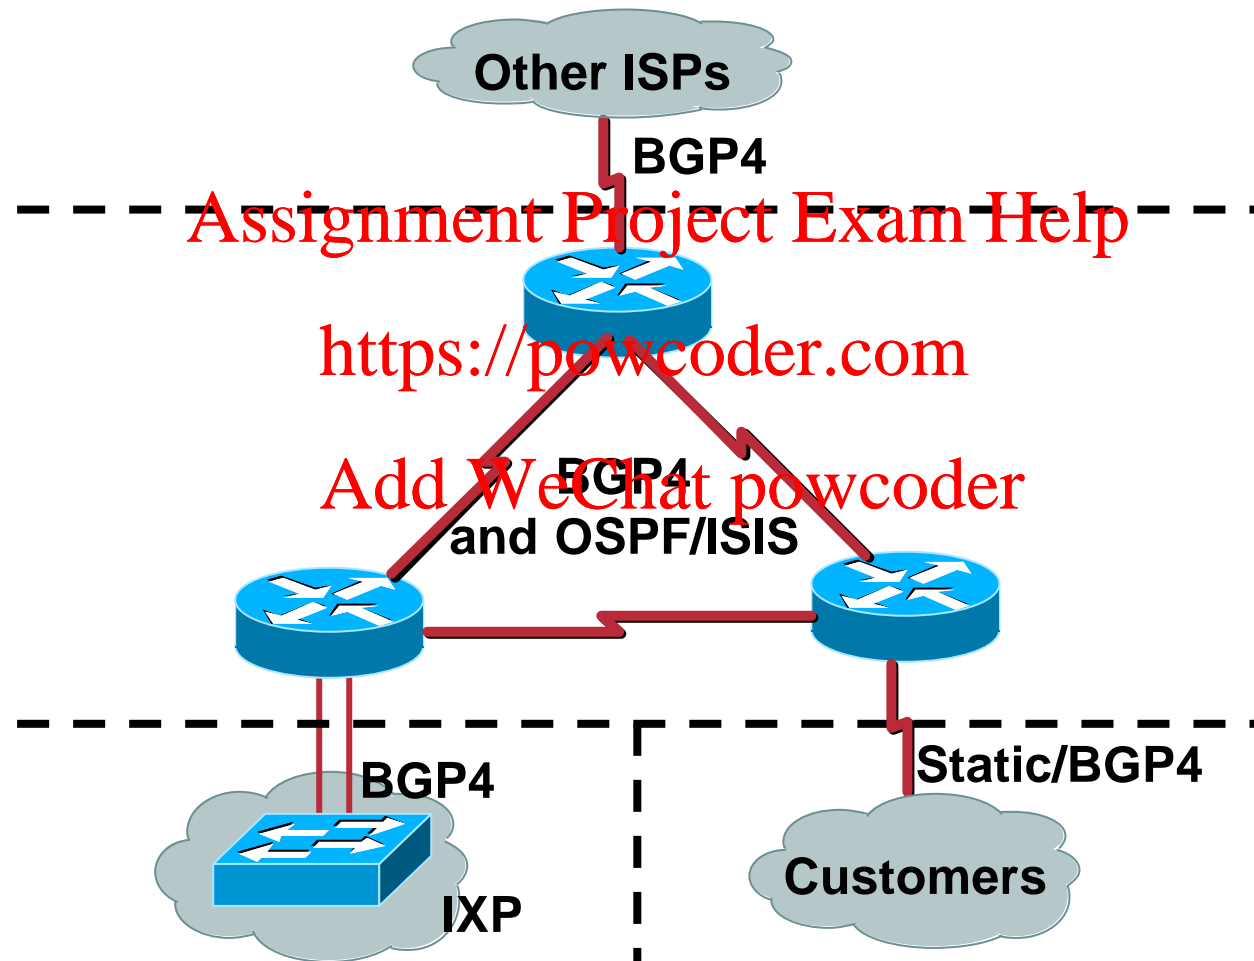 Other ISPs
BGP4
Assignment Project Exam Help
https://powcoder.com
Add WeChat powcoder
BGP4
and OSPF/ISIS
Static/BGP4
BGP4
Customers
IXP